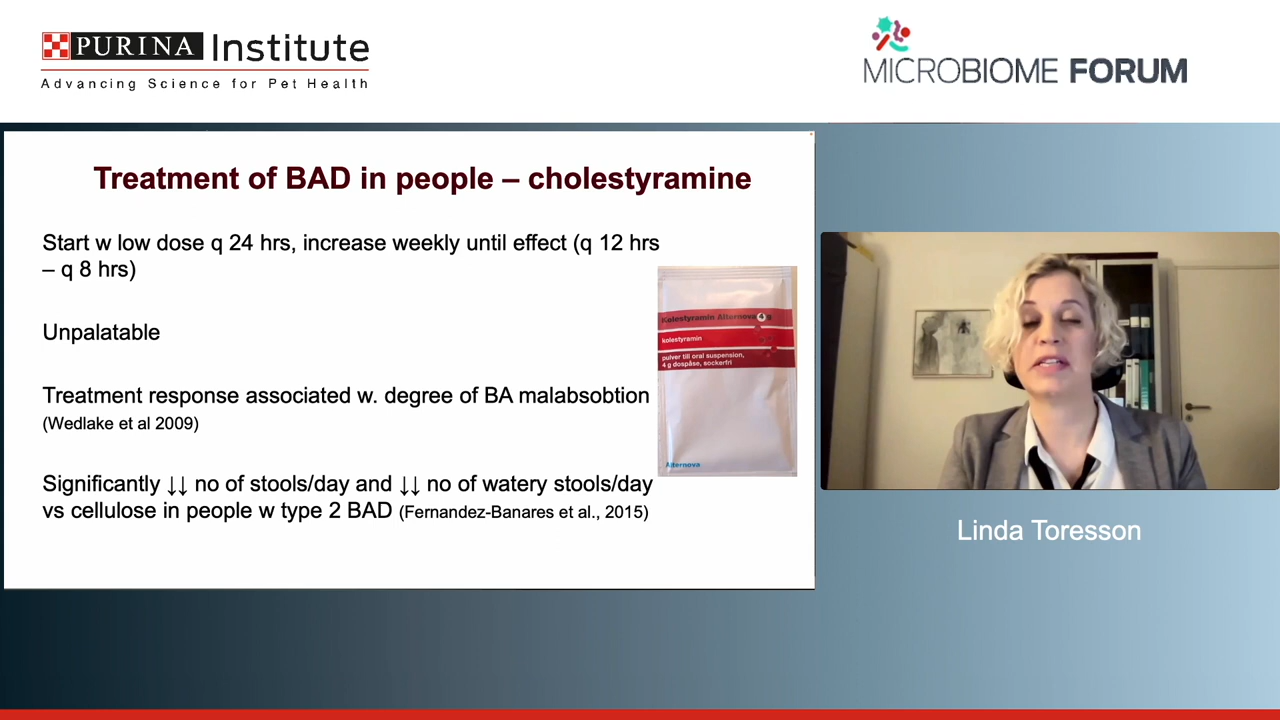 PURINA Institute
Advancing Science for Pet Health
MICROBIOME FORUM
Treatment of BAD in people – cholestyramine
Start w low dose q 24 hrs, increase weekly until effect (q 12 hrs
– q 8 hrs)
Unpalatable
Treatment response associated w. degree of BA malabsobtion
(Wedlake et al 2009)
Significantly ↓↓ no of stools/day and ↓↓ no of watery stools/day
vs cellulose in people w type 2 BAD (Fernandez-Banares et al., 2015)
Kolestyramin Alternova 4 g
kolestyramin
pulver till oral suspension,
4 g dospåse, sockerfri
Alternova
Linda Toresson